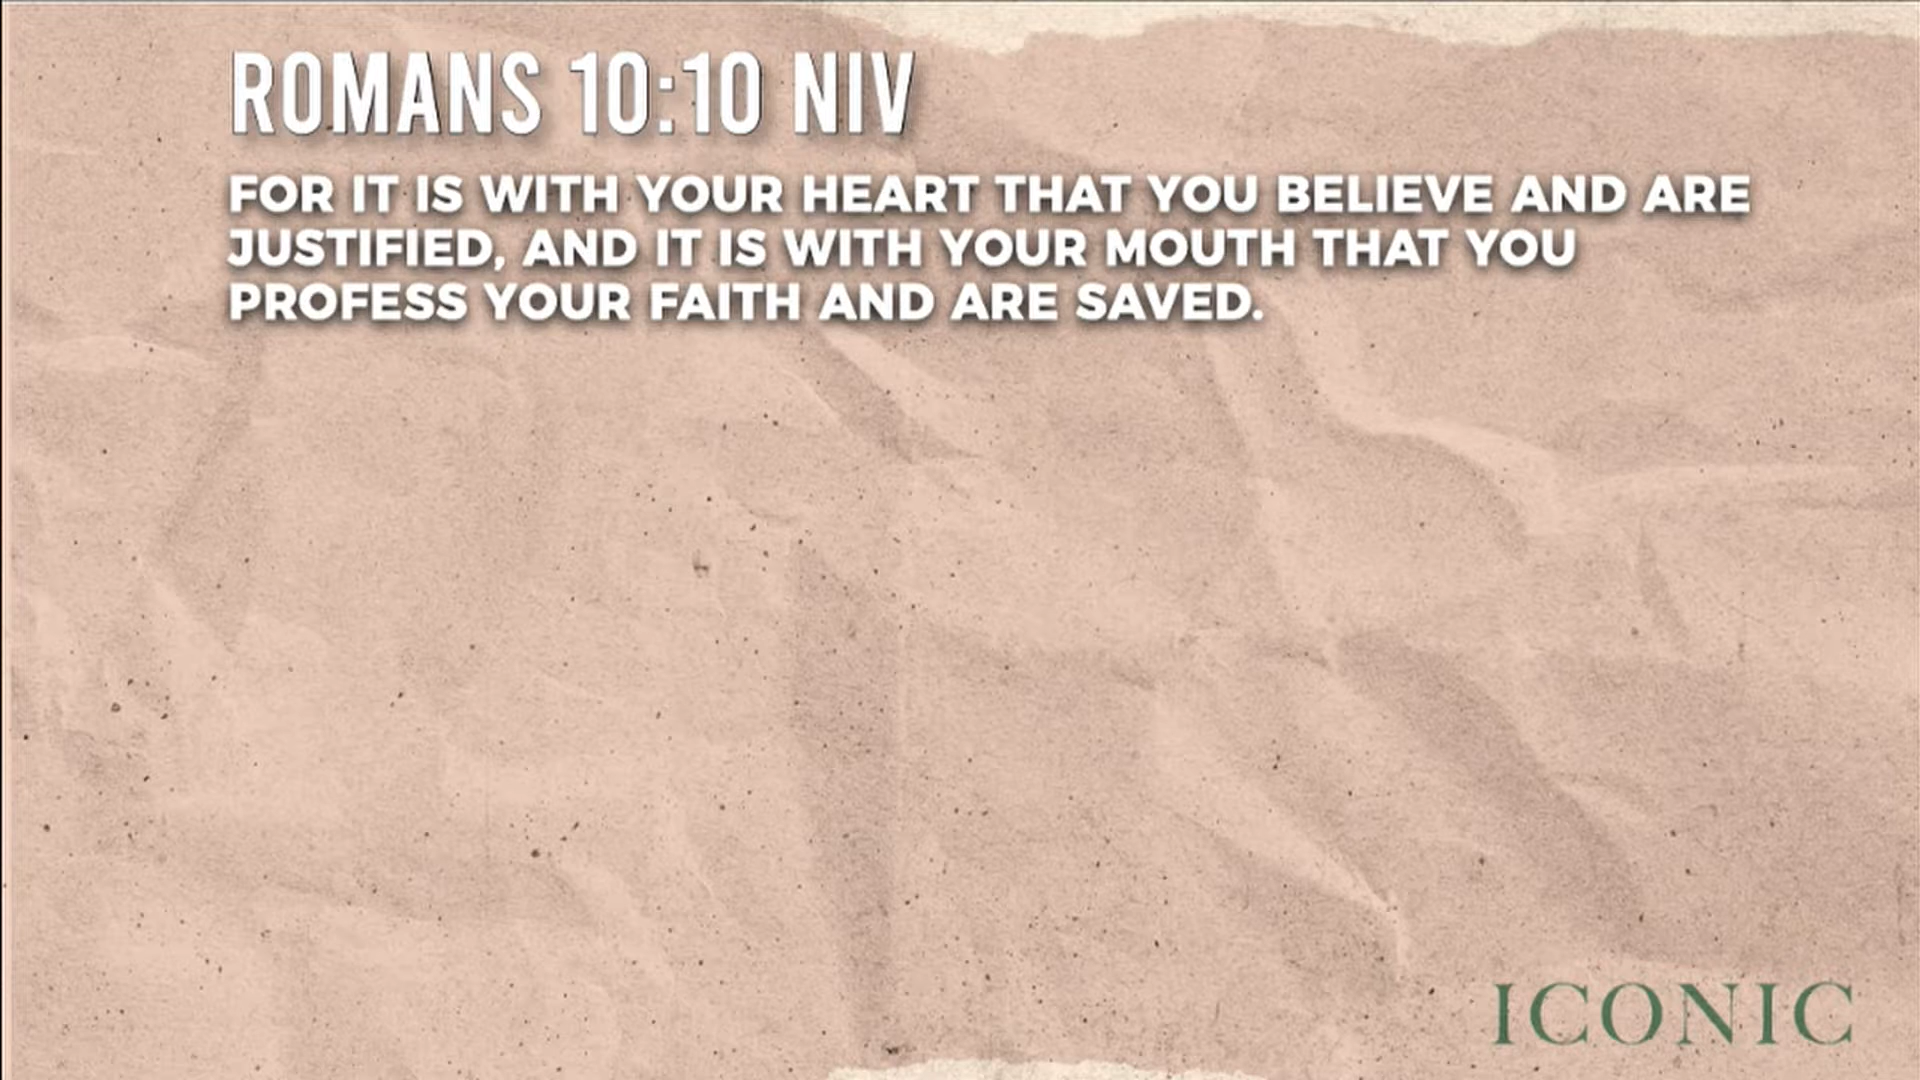 ROMANS 10:10 NIV
FOR IT IS WITH YOUR HEART THAT YOU BELIEVE AND ARE
JUSTIFIED, AND IT IS WITH YOUR MOUTH THAT YOU
PROFESS YOUR FAITH AND ARE SAVED.
ICONIC